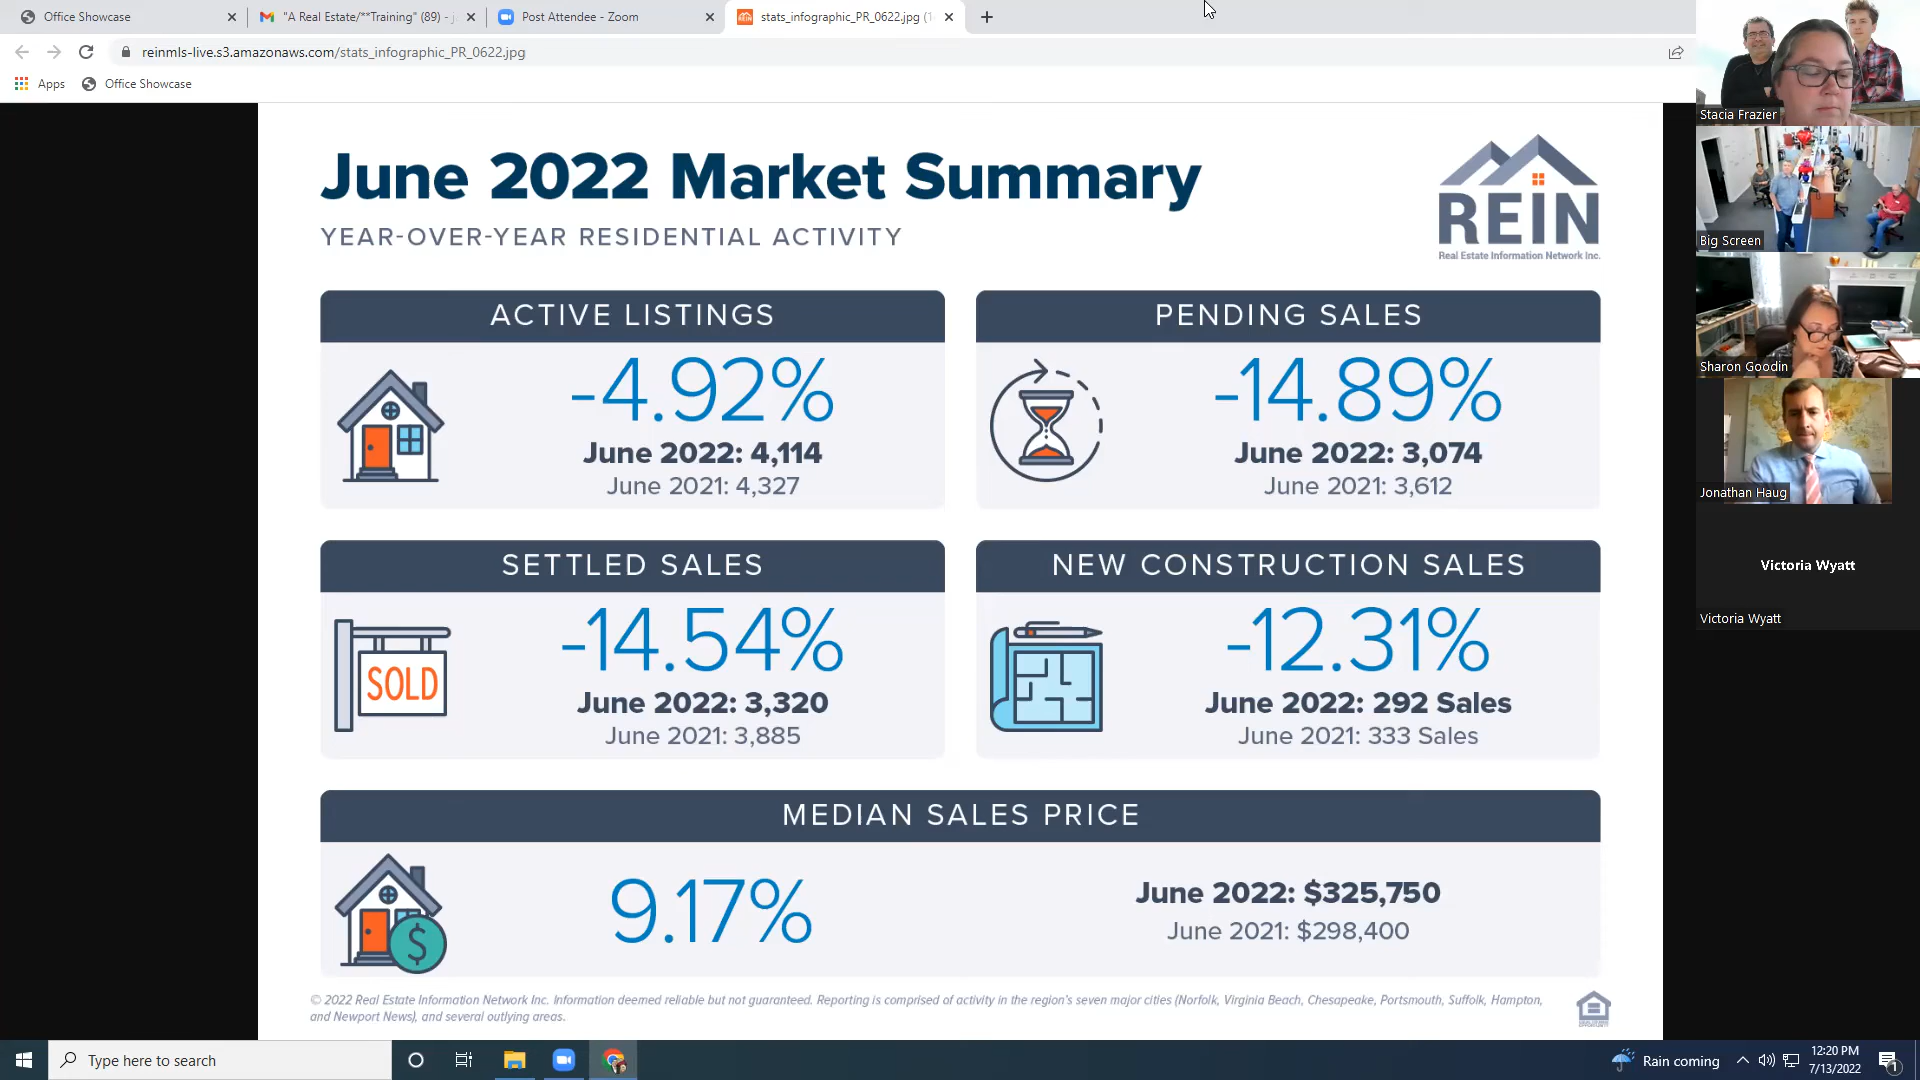 Office Showcase
"A Real Estate/**Training" (89) - j
Post Attendee - Zoom
stats_infographic_PR_0622.jpg (1
reinmls-live.s3.amazonaws.com/stats_infographic_PR_0622.jpg
Apps
Office Showcase
June 2022 Market Summary
YEAR-OVER-YEAR RESIDENTIAL ACTIVITY
REIN
Real Estate Information Network Inc.
ACTIVE LISTINGS
-4.92%
June 2022: 4,114
June 2021: 4,327
PENDING SALES
-14.89%
June 2022: 3,074
June 2021: 3,612
SETTLED SALES
SOLD
-14.54%
June 2022: 3,320
June 2021: 3,885
NEW CONSTRUCTION SALES
-12.31%
June 2022: 292 Sales
June 2021: 333 Sales
MEDIAN SALES PRICE
$
9.17%
June 2022: $325,750
June 2021: $298,400
© 2022 Real Estate Information Network Inc. Information deemed reliable but not guaranteed. Reporting is comprised of activity in the region's seven major cities (Norfolk, Virginia Beach, Chesapeake, Portsmouth, Suffolk, Hampton,
and Newport News), and several outlying areas.
Stacia Frazier
Big Screen
Sharon Goodin
Jonathan Haug
Victoria Wyatt
Victoria Wyatt
Type here to search
Rain coming
12:20 PM
7/13/2022
1